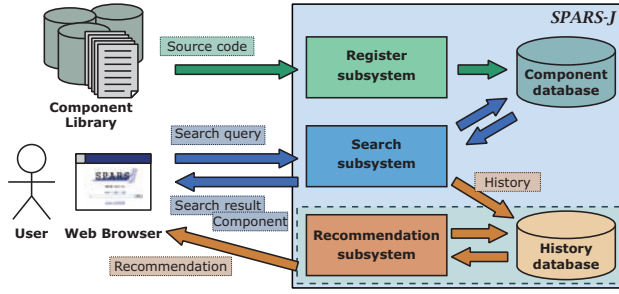 SPARS-J
Source code
Register
subsystem
Component
database
Component
Library
Search query
Search
subsystem
SPARS
Search result
Component
History
User
Web Browser
Recommendation
subsystem
History
database
Recommendation